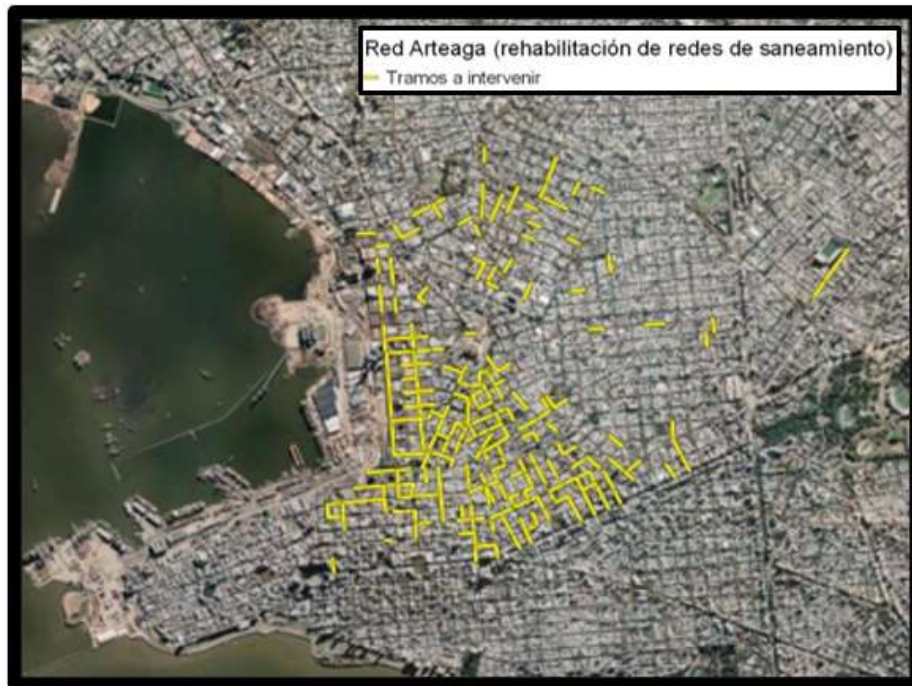 Red Arteaga (rehabilitación de redes de saneamiento)
Tramos a intervenir